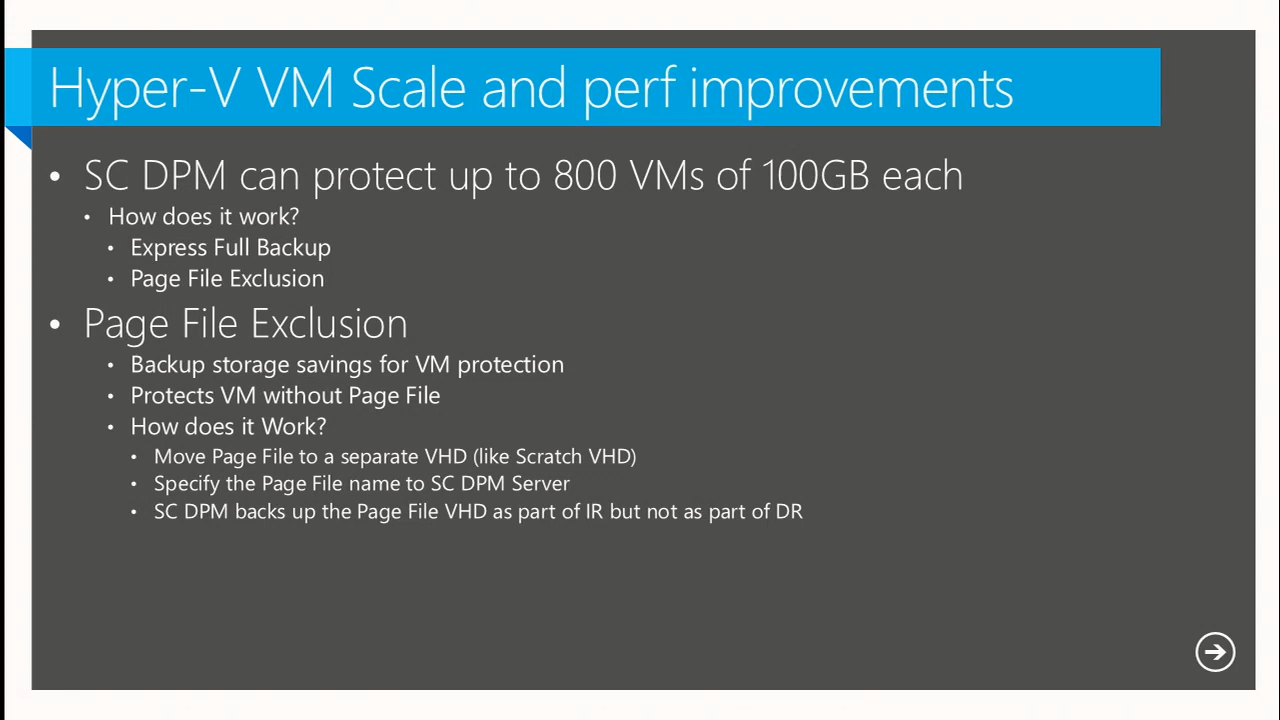 Hyper-V VM Scale and perf improvements
• SC DPM can protect up to 800 VMs of 100GB each
• How does it work?
• Express Full Backup
• Page File Exclusion
• Page File Exclusion
• Backup storage savings for VM protection
• Protects VM without Page File
• How does it Work?
• Move Page File to a separate VHD (like Scratch VHD)
• Specify the Page File name to SC DPM Server
• SC DPM backs up the Page File VHD as part of IR but not as part of DR